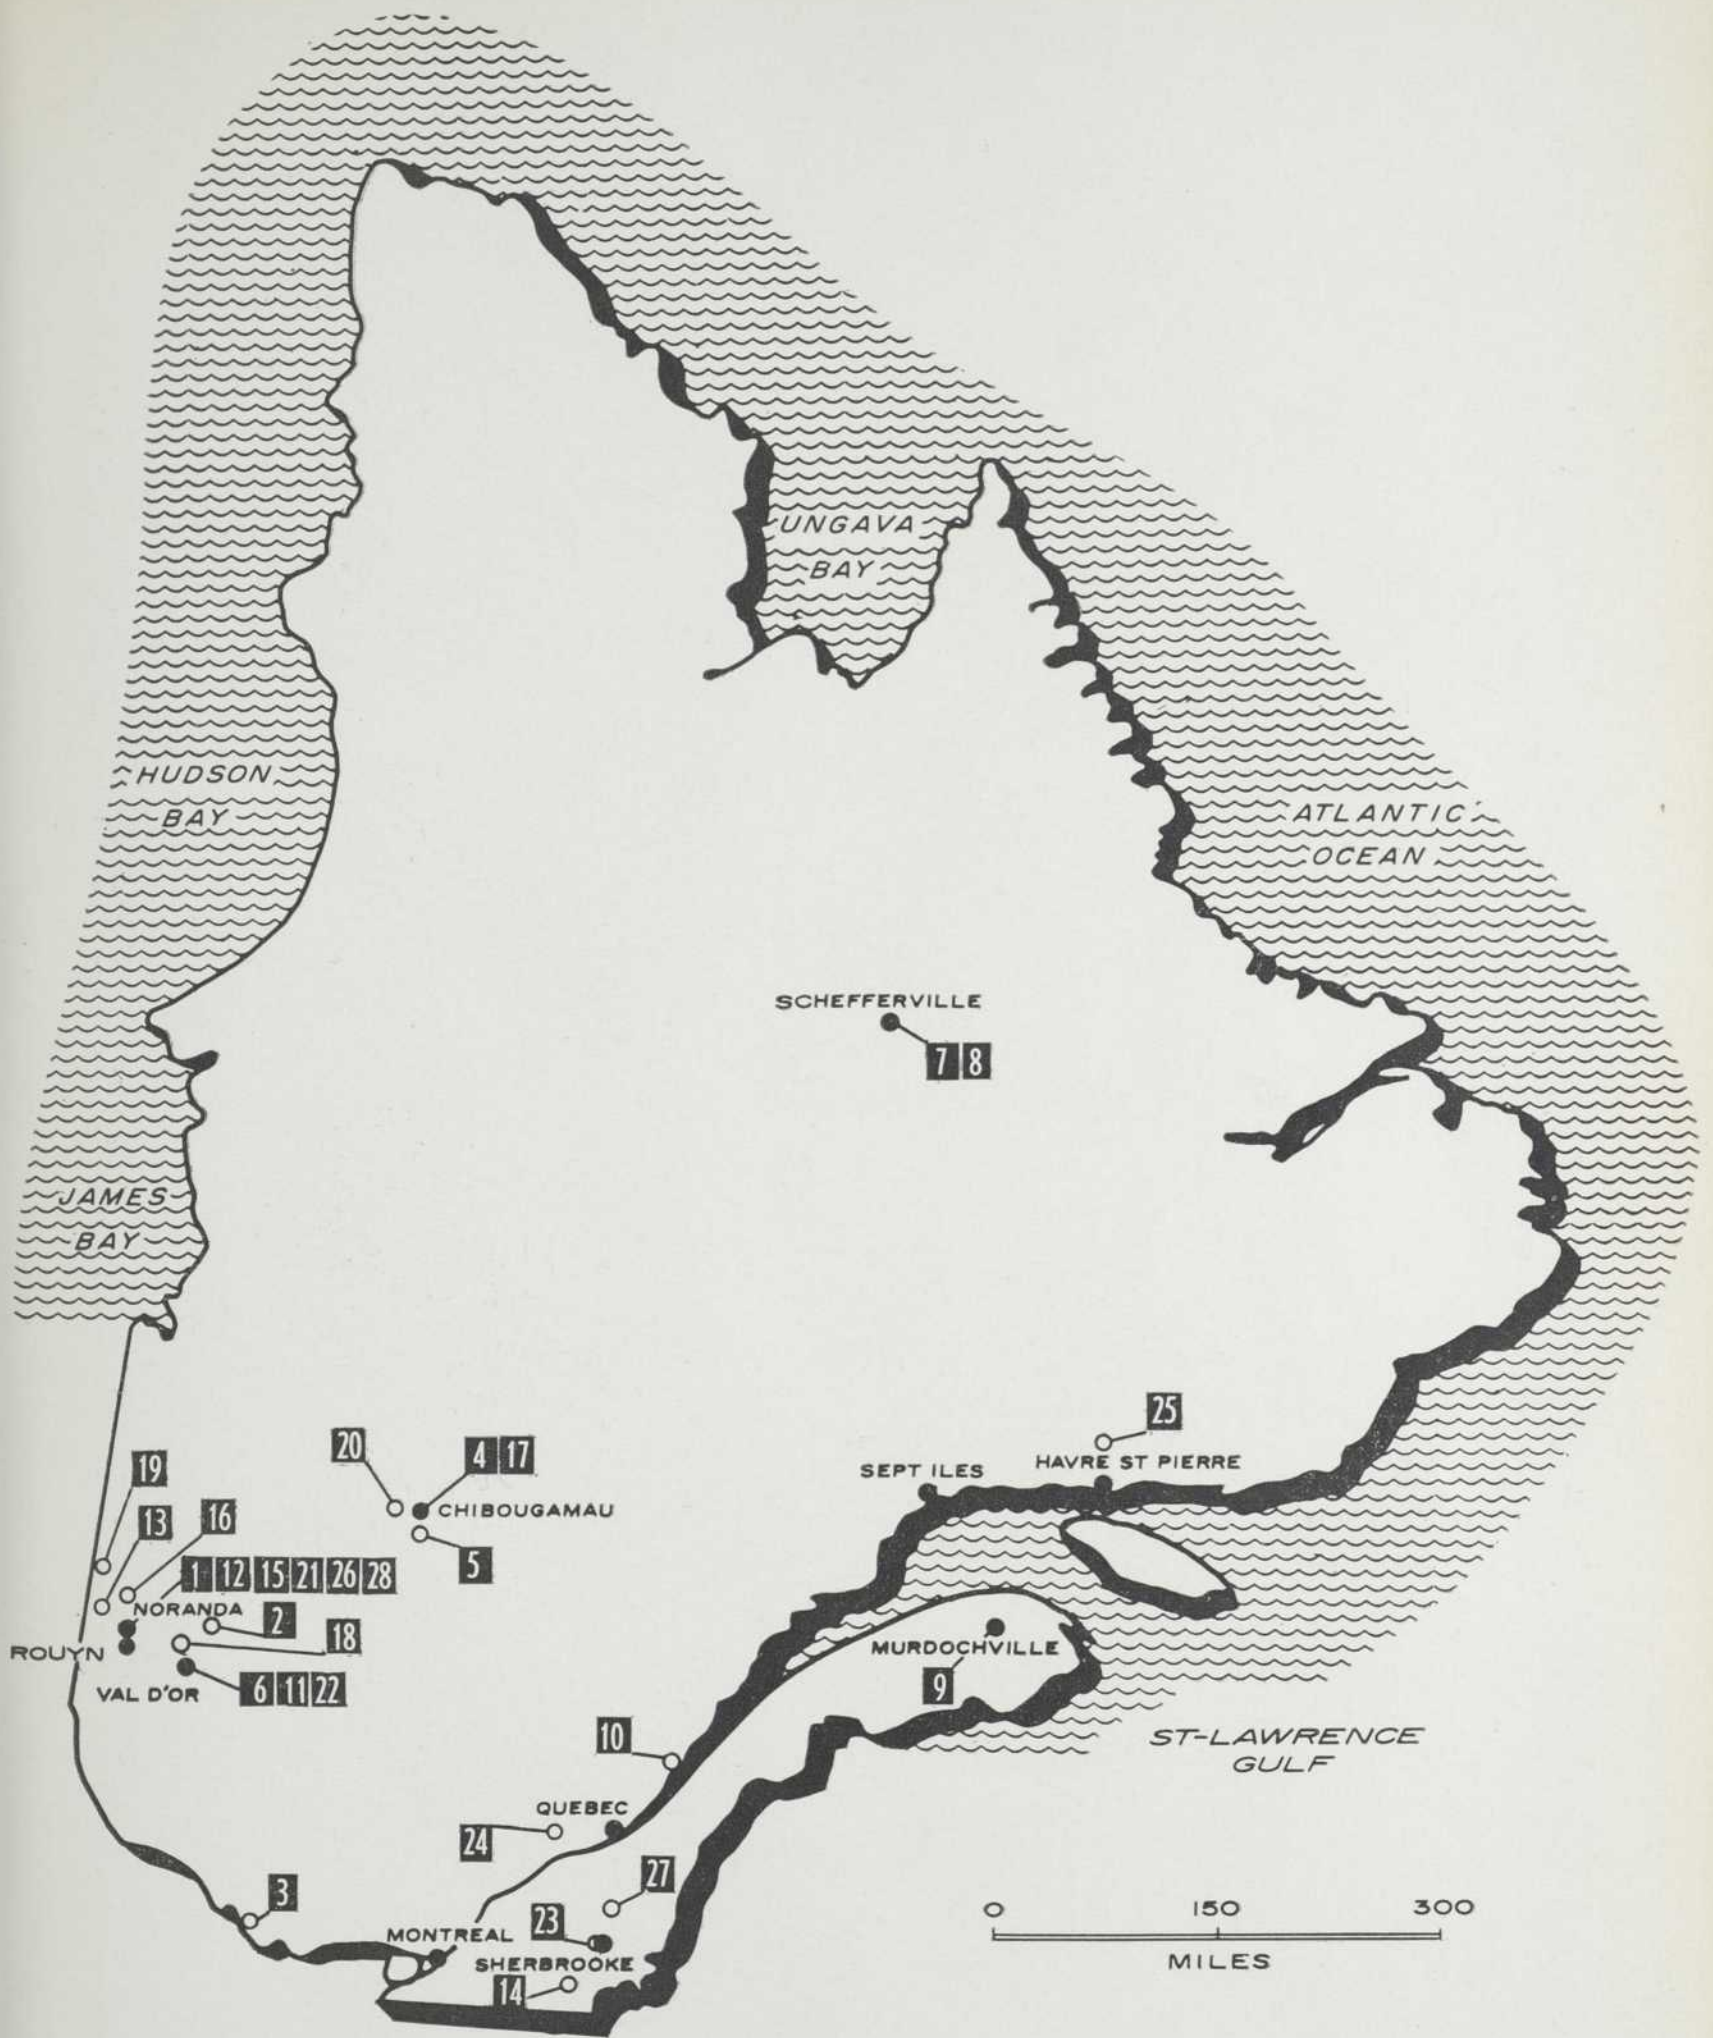 UNGAVA
BAY
HUDSON
BAY
ATLANTIC
OCEAN
SCHEFFERVILLE
7 8
JAMES
BAY
25
20
4 17
19
SEPT ILES
HAVRE ST PIERRE
CHIBOUGAMAU
16
13
5
1 12 15 21 26 28
NORANDA
2
18
ROUYN
MURDOCHVILLE
9
6 11 22
VAL D'OR
10
ST-LAWRENCE
GULF
QUEBEC
24
27
3
23
0 150 300
MONTREAL
SHERBROOKE
MILES
14